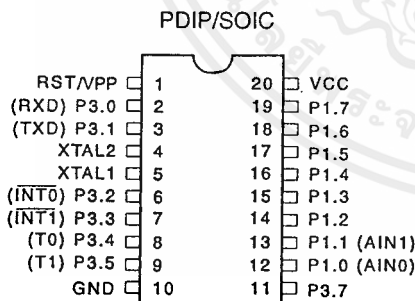 PDIP/SOIC
RST/VPP 1 20 VCC
(RXD) P3.0 2 19 P1.7
(TXD) P3.1 3 18 P1.6
XTAL2 4 17 P1.5
XTAL1 5 16 P1.4
(INT0) P3.2 6 15 P1.3
(INT1) P3.3 7 14 P1.2
(T0) P3.4 8 13 P1.1 (AIN1)
(T1) P3.5 9 12 P1.0 (AIN0)
GND 10 11 P3.7